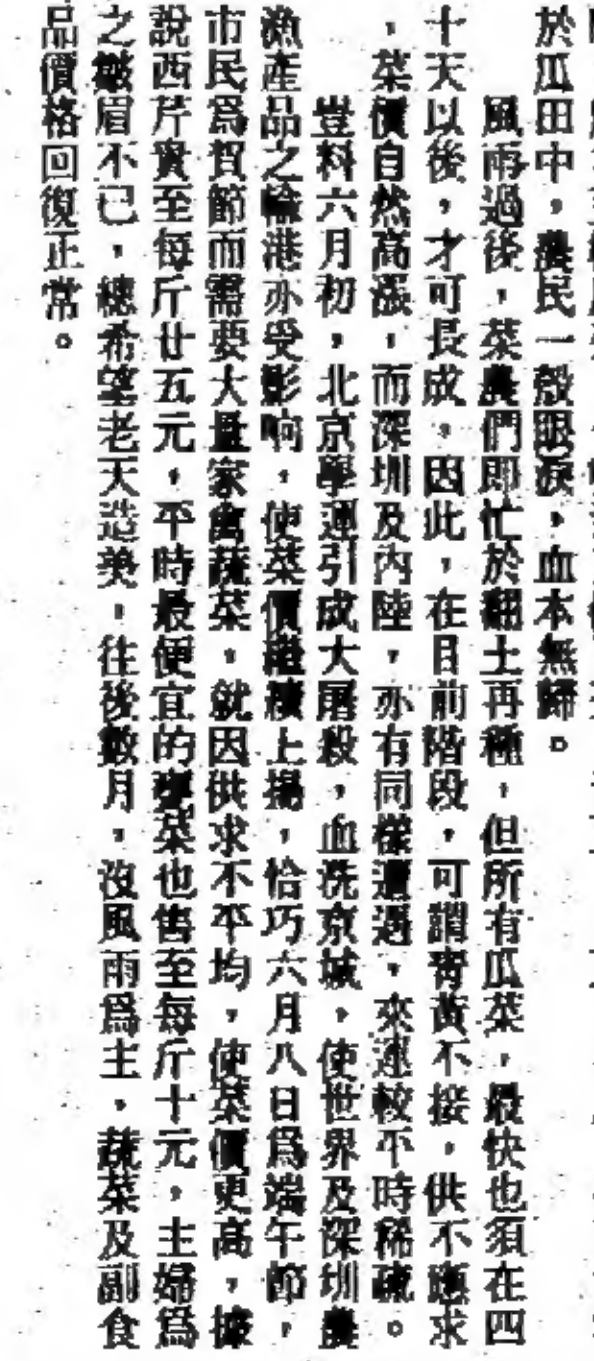 於瓜田中，農民一殼眼淚，血本無歸。
風雨過後，菜農們即忙於翻土再種，但所有瓜菜，最快也須在四
十天以後，才可長成，因此，在目前階段，可謂青黃不接，供不應求
，菜價自然高漲，而深圳及內陸，亦有同樣遭遇，來運較平時稀疏。
豈料六月初，北京學運引成大屠殺，血洗京城，使世界及深圳農
漁產品之輸港亦受影响，使菜價繼續上揚，恰巧六月八日爲端午節，
市民爲賀節而需要大量家禽蔬菜，就因供求不平均，使菜價更高，據
說西芹實至每斤廿五元，平時最便宜的蕹菜也售至每斤十元，主婦爲
之皺眉不已，總希望老天造美，往後數月，沒風雨爲主，蔬菜及副食
品價格回復正常。